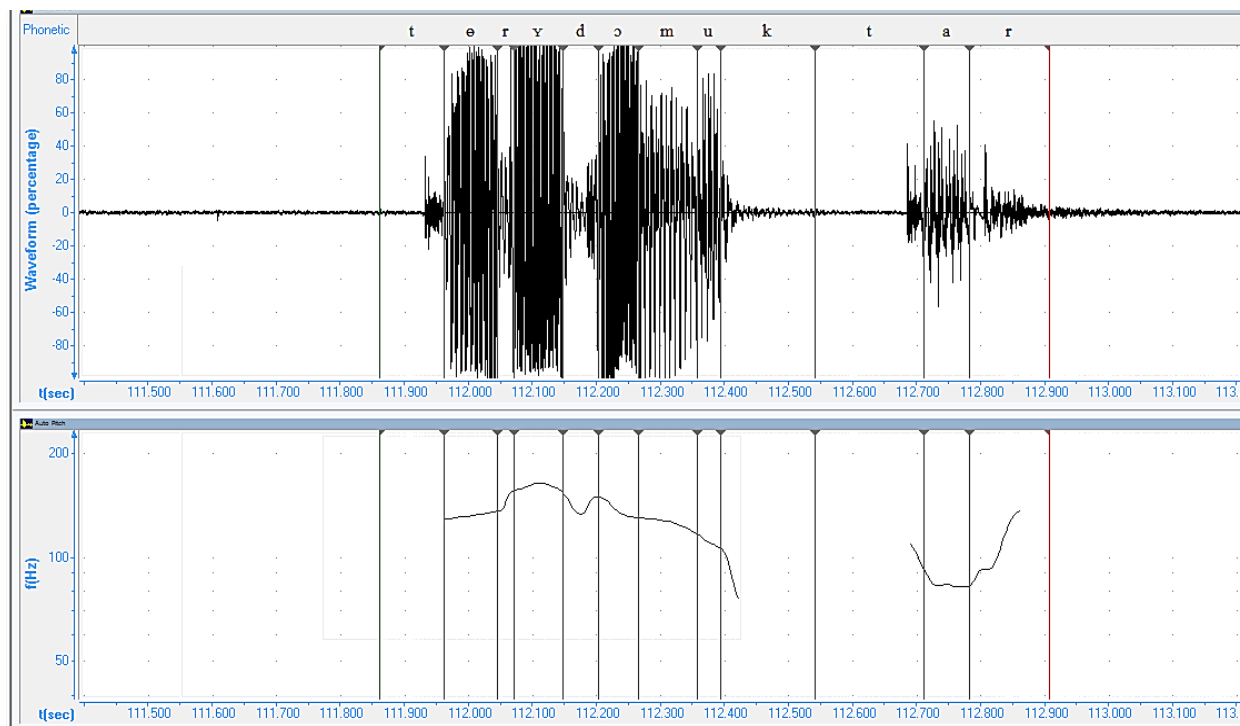 Phonetic t ɵ r ʏ d ɔ m u k t a r
Waveform (percentage)
80
60
40
20
0
-20
-40
-60
-80
t(sec) 111.500 111.600 111.700 111.800 111.900 112.000 112.100 112.200 112.300 112.400 112.500 112.600 112.700 112.800 112.900 113.000 113.100 113.
Auto Pitch
f(Hz)
200
100
50
t(sec) 111.500 111.600 111.700 111.800 111.900 112.000 112.100 112.200 112.300 112.400 112.500 112.600 112.700 112.800 112.900 113.000 113.100 113.